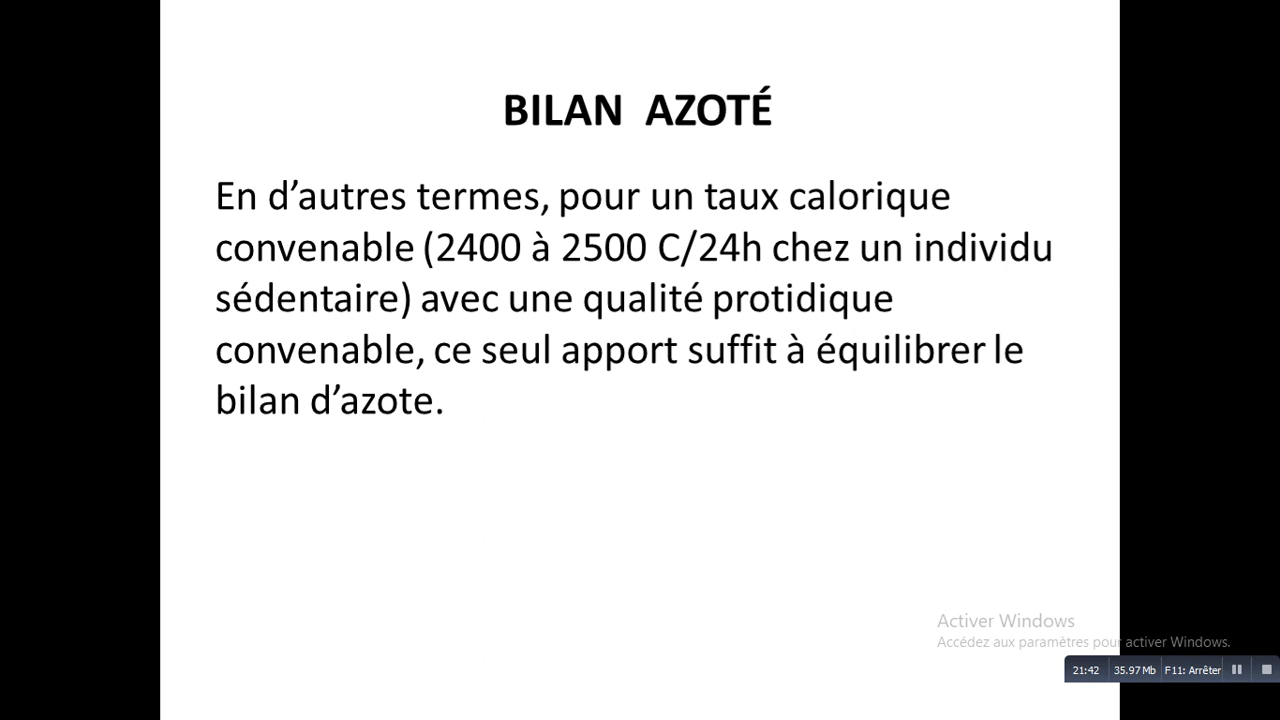 BILAN AZOTÉ
En d’autres termes, pour un taux calorique
convenable (2400 à 2500 C/24h chez un individu
sédentaire) avec une qualité protidique
convenable, ce seul apport suffit à équilibrer le
bilan d’azote.
Activer Windows
Accédez aux paramètres pour activer Windows.
21:42 35.97 Mb F11: Arrêter